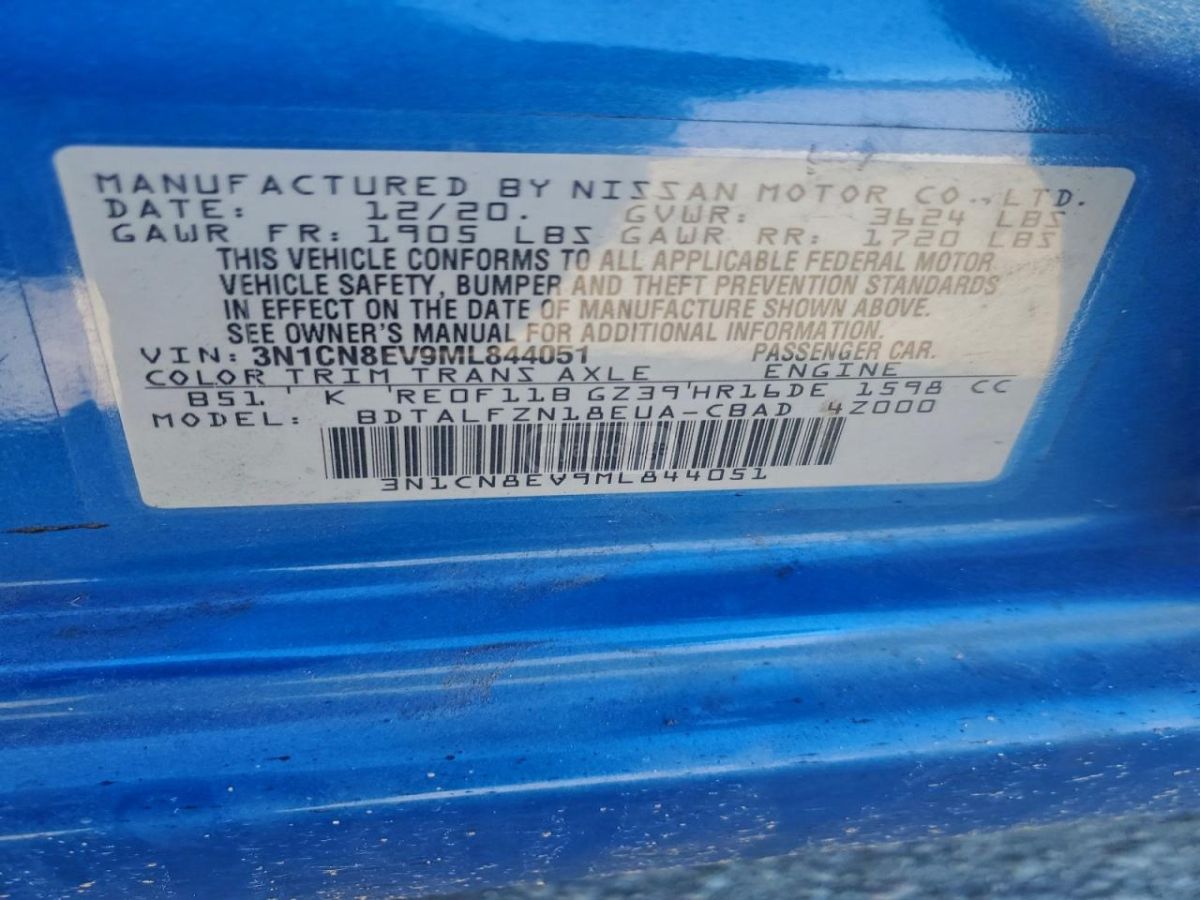 MANUFACTURED BY NISSAN MOTOR CO., LTD.
DATE: 12/20. GVWR: 3624 LBS
GAWR FR: 1905 LBS GAWR RR: 1720 LBS
THIS VEHICLE CONFORMS TO ALL APPLICABLE FEDERAL MOTOR
VEHICLE SAFETY, BUMPER AND THEFT PREVENTION STANDARDS
IN EFFECT ON THE DATE OF MANUFACTURE SHOWN ABOVE.
SEE OWNER'S MANUAL FOR ADDITIONAL INFORMATION.
VIN: 3N1CN8EV9ML844051 PASSENGER CAR.
COLOR TRIM TRANS AXLE ENGINE
B51 ' K 'RE0F11B GZ39'HR16DE 1598 CC
MODEL: BDTALFZN18EUA-CBAD 4Z000
3N1CN8EV9ML844051